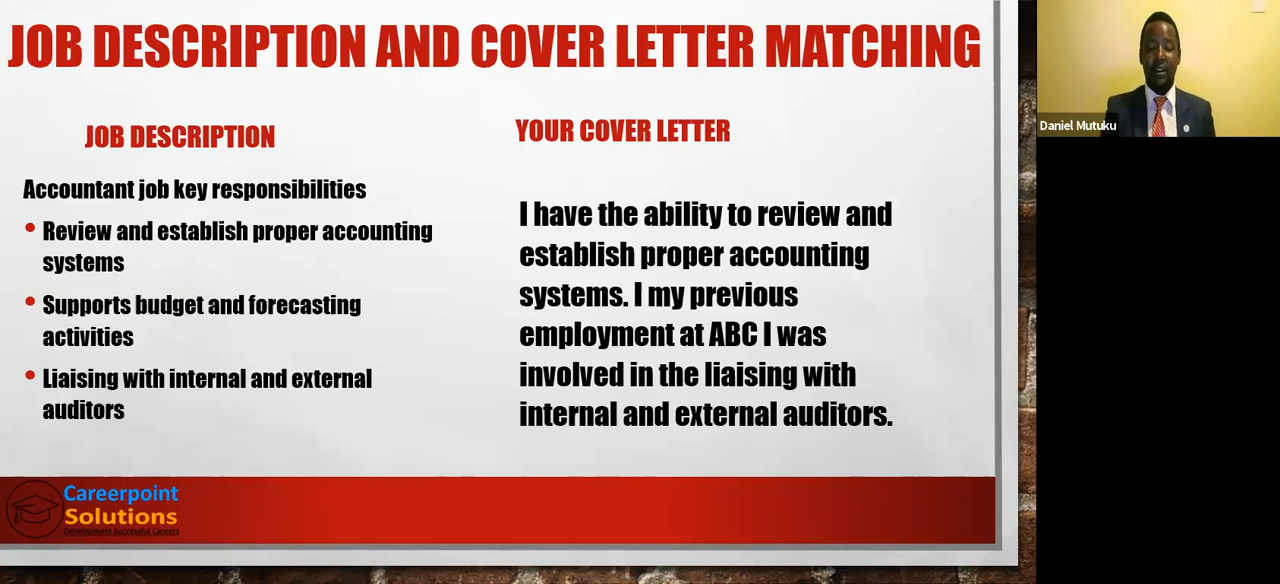 JOB DESCRIPTION AND COVER LETTER MATCHING
JOB DESCRIPTION
Accountant job key responsibilities
• Review and establish proper accounting
systems
• Supports budget and forecasting
activities
• Liaising with internal and external
auditors
YOUR COVER LETTER
I have the ability to review and
establish proper accounting
systems. I my previous
employment at ABC I was
involved in the liaising with
internal and external auditors.
Careerpoint
Solutions
Development Successful Careers
Daniel Mutuku